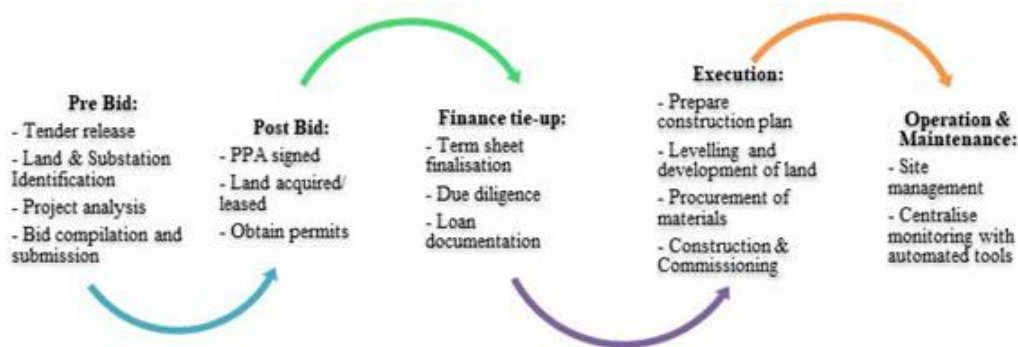 Pre Bid:
- Tender release
- Land & Substation
Identification
- Project analysis
- Bid compilation and
submission
Post Bid:
- PPA signed
- Land acquired/
leased
- Obtain permits
Finance tie-up:
- Term sheet
finalisation
- Due diligence
- Loan
documentation
Execution:
- Prepare
construction plan
- Levelling and
development of land
- Procurement of
materials
- Construction &
Commissioning
Operation &
Maintenance:
- Site
management
- Centralise
monitoring with
automated tools